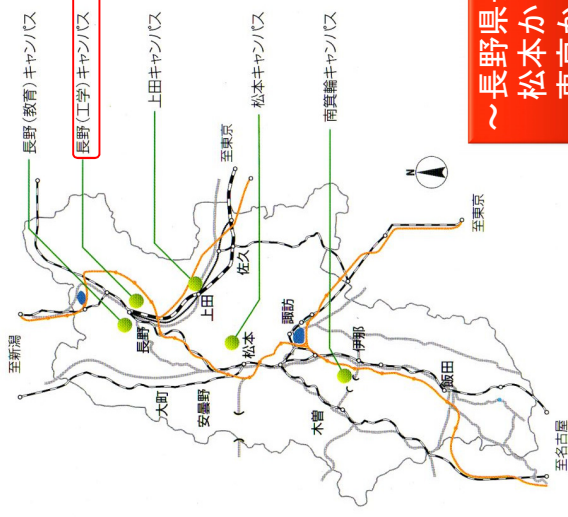 長野(教育)キャンパス
長野(工学)キャンパス
上田キャンパス
松本キャンパス
南箕輪キャンパス
至新潟
至東京
長野
上田
佐久
大町
安曇野
松本
諏訪
木曽
伊那
飯田
至東京
至名古屋
N
～長野県
松本か
東京か